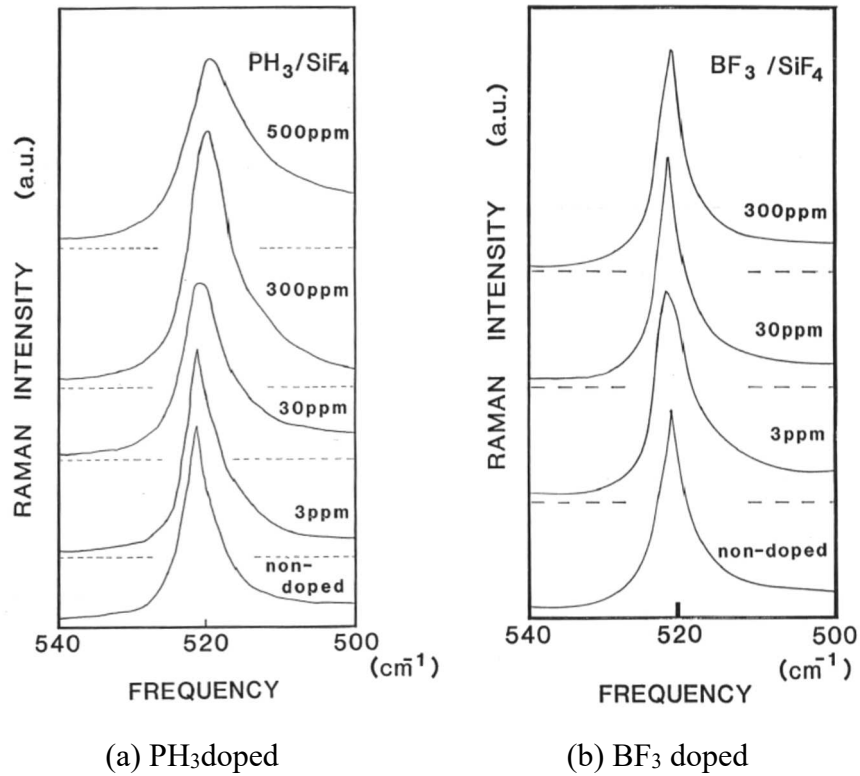 PH3/SiF4
500ppm
300ppm
30ppm
3ppm
non-
doped
RAMAN INTENSITY (a.u.)
540 520 500
(cm-1)
FREQUENCY
(a) PH3doped
BF3 /SiF4
300ppm
30ppm
3ppm
non-doped
RAMAN INTENSITY (a.u.)
540 520 500
(cm-1)
FREQUENCY
(b) BF3 doped